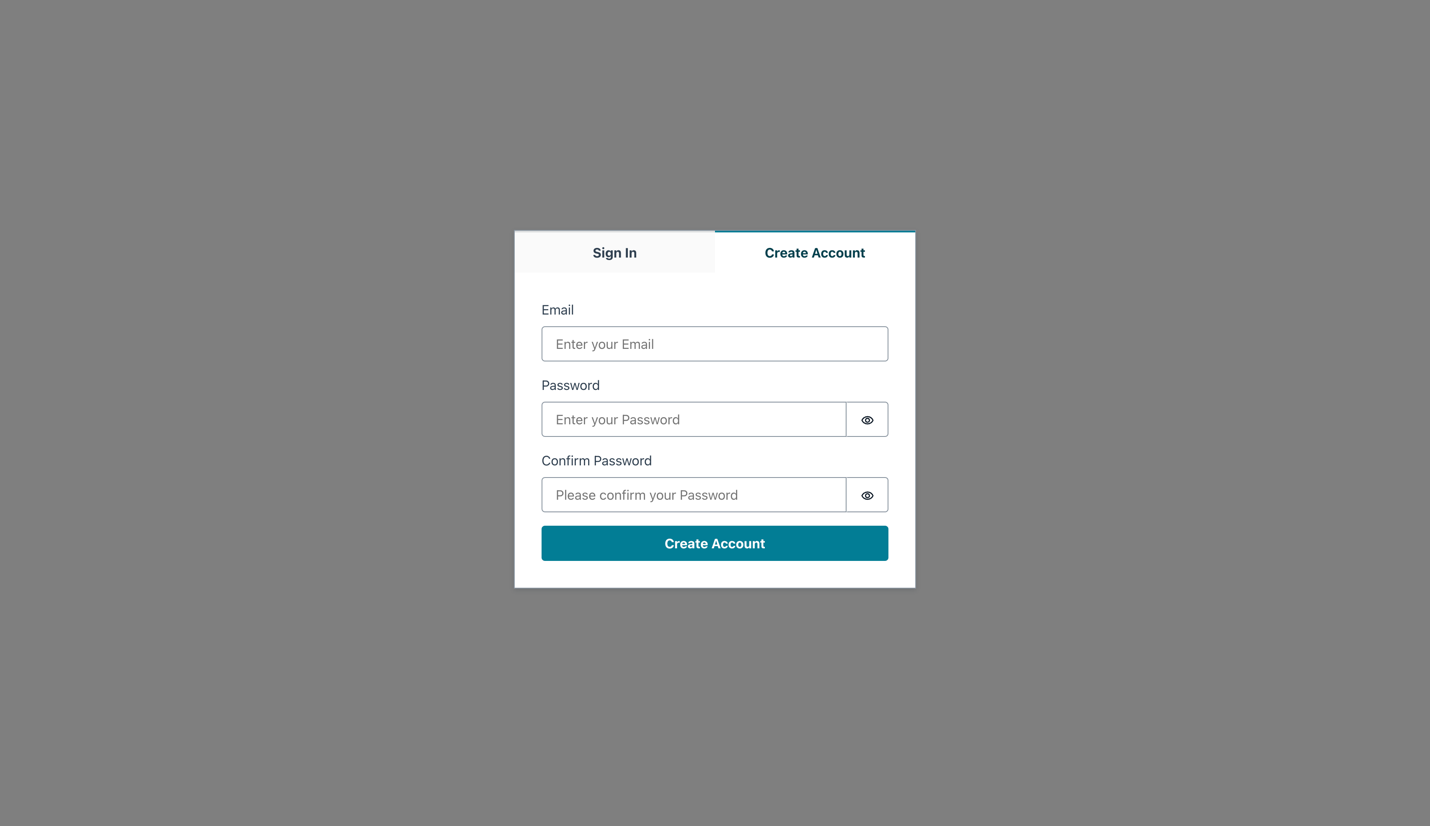 Sign In
Create Account
Email
Enter your Email
Password
Enter your Password
Confirm Password
Please confirm your Password
Create Account